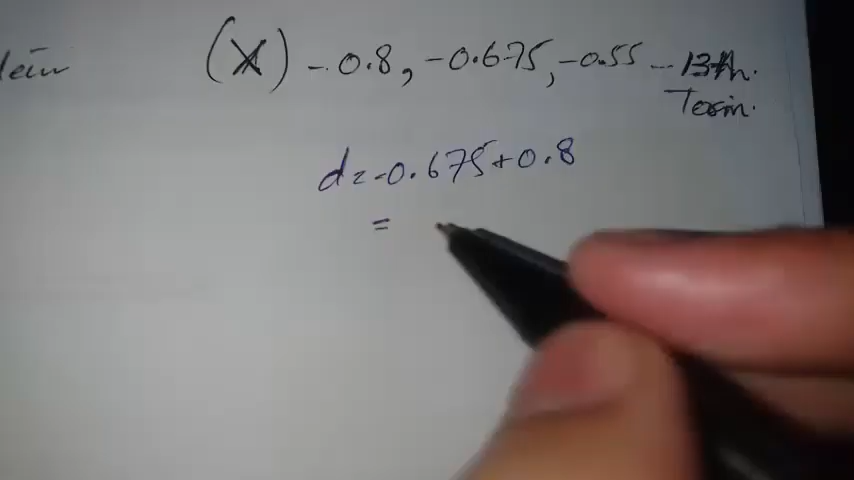 (X) -0.8, -0.675, -0.55 ... 13th.
Term.
d = -0.675+0.8
=